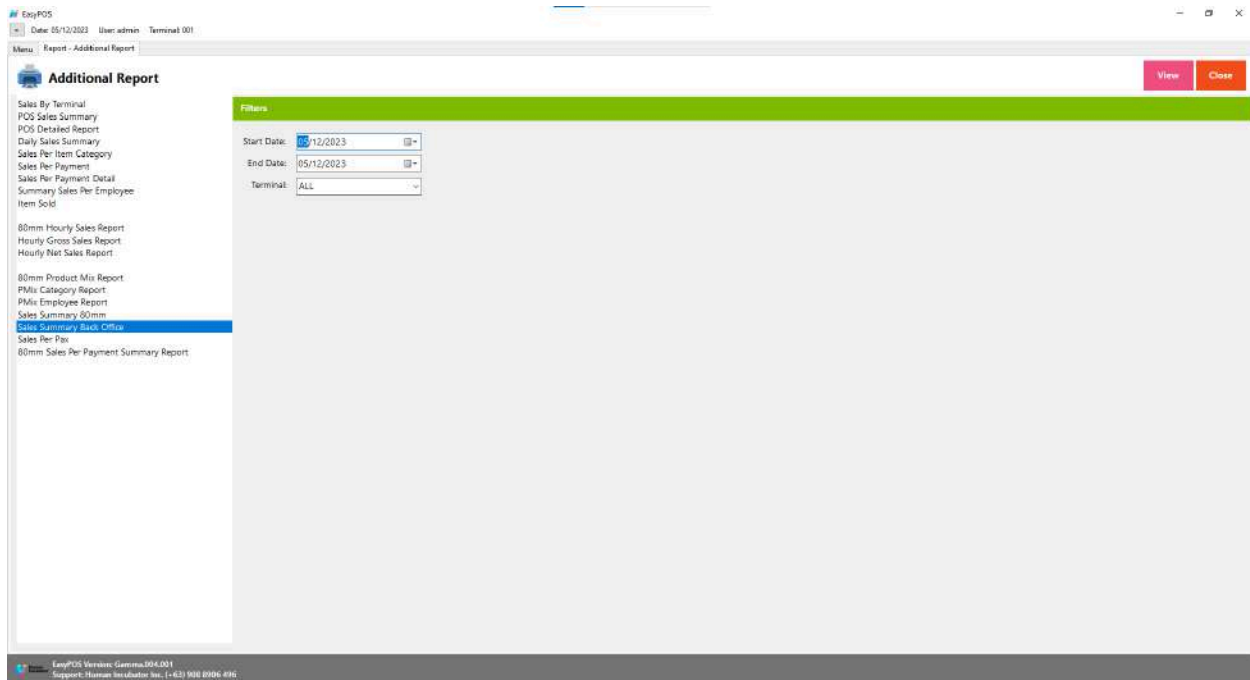 EasyPOS
Date: 05/12/2023 User: admin Terminal: 001
Menu Report - Additional Report
Additional Report
View Close
Sales By Terminal
POS Sales Summary
POS Detailed Report
Daily Sales Summary
Sales Per Item Category
Sales Per Payment
Sales Per Payment Detail
Summary Sales Per Employee
Item Sold
80mm Hourly Sales Report
Hourly Gross Sales Report
Hourly Net Sales Report
80mm Product Mix Report
PMix Category Report
PMix Employee Report
Sales Summary 80mm
Sales Summary Back Office
Sales Per Pax
80mm Sales Per Payment Summary Report
Filters
Start Date: 05/12/2023
End Date: 05/12/2023
Terminal: ALL
EasyPOS Version: Gamma.004.001
Support: Human Incubator Inc. (+63) 908 8906 496